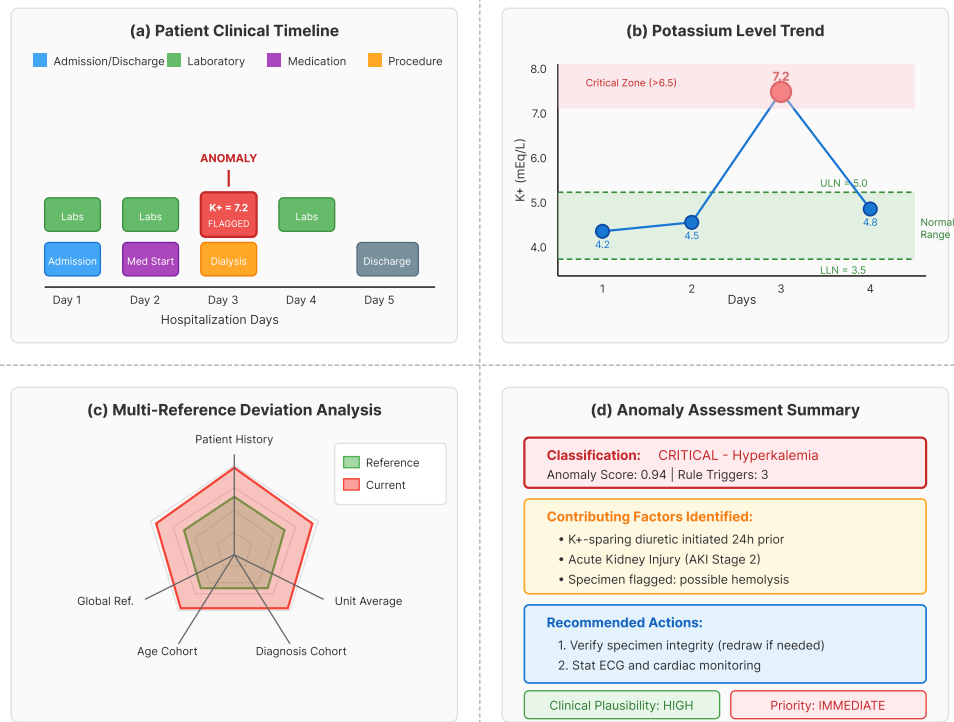 (a) Patient Clinical Timeline
Admission/Discharge
Laboratory
Medication
Procedure
ANOMALY
Labs
Labs
K+ = 7.2
FLAGGED
Labs
Admission
Med Start
Dialysis
Discharge
Day 1
Day 2
Day 3
Day 4
Day 5
Hospitalization Days
(b) Potassium Level Trend
K+ (mEq/L)
8.0
7.0
6.0
5.0
4.0
Critical Zone (>6.5)
7.2
ULN = 5.0
4.2
4.5
4.8
Normal
Range
LLN = 3.5
1
2
3
4
Days
(c) Multi-Reference Deviation Analysis
Patient History
Reference
Current
Global Ref.
Unit Average
Age Cohort
Diagnosis Cohort
(d) Anomaly Assessment Summary
Classification: CRITICAL - Hyperkalemia
Anomaly Score: 0.94 | Rule Triggers: 3
Contributing Factors Identified:
• K+-sparing diuretic initiated 24h prior
• Acute Kidney Injury (AKI Stage 2)
• Specimen flagged: possible hemolysis
Recommended Actions:
1. Verify specimen integrity (redraw if needed)
2. Stat ECG and cardiac monitoring
Clinical Plausibility: HIGH
Priority: IMMEDIATE